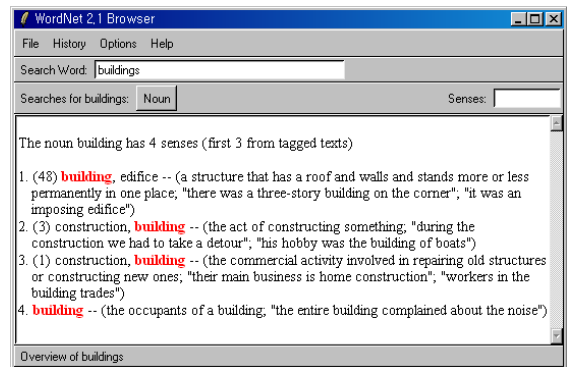 WordNet 2,1 Browser
File History Options Help
Search Word: buildings
Searches for buildings: Noun Senses:
The noun building has 4 senses (first 3 from tagged texts)
1. (48) building, edifice -- (a structure that has a roof and walls and stands more or less
permanently in one place; "there was a three-story building on the corner"; "it was an
imposing edifice")
2. (3) construction, building -- (the act of constructing something; "during the
construction we had to take a detour"; "his hobby was the building of boats")
3. (1) construction, building -- (the commercial activity involved in repairing old structures
or constructing new ones; "their main business is home construction"; "workers in the
building trades")
4. building -- (the occupants of a building; "the entire building complained about the noise")
Overview of buildings